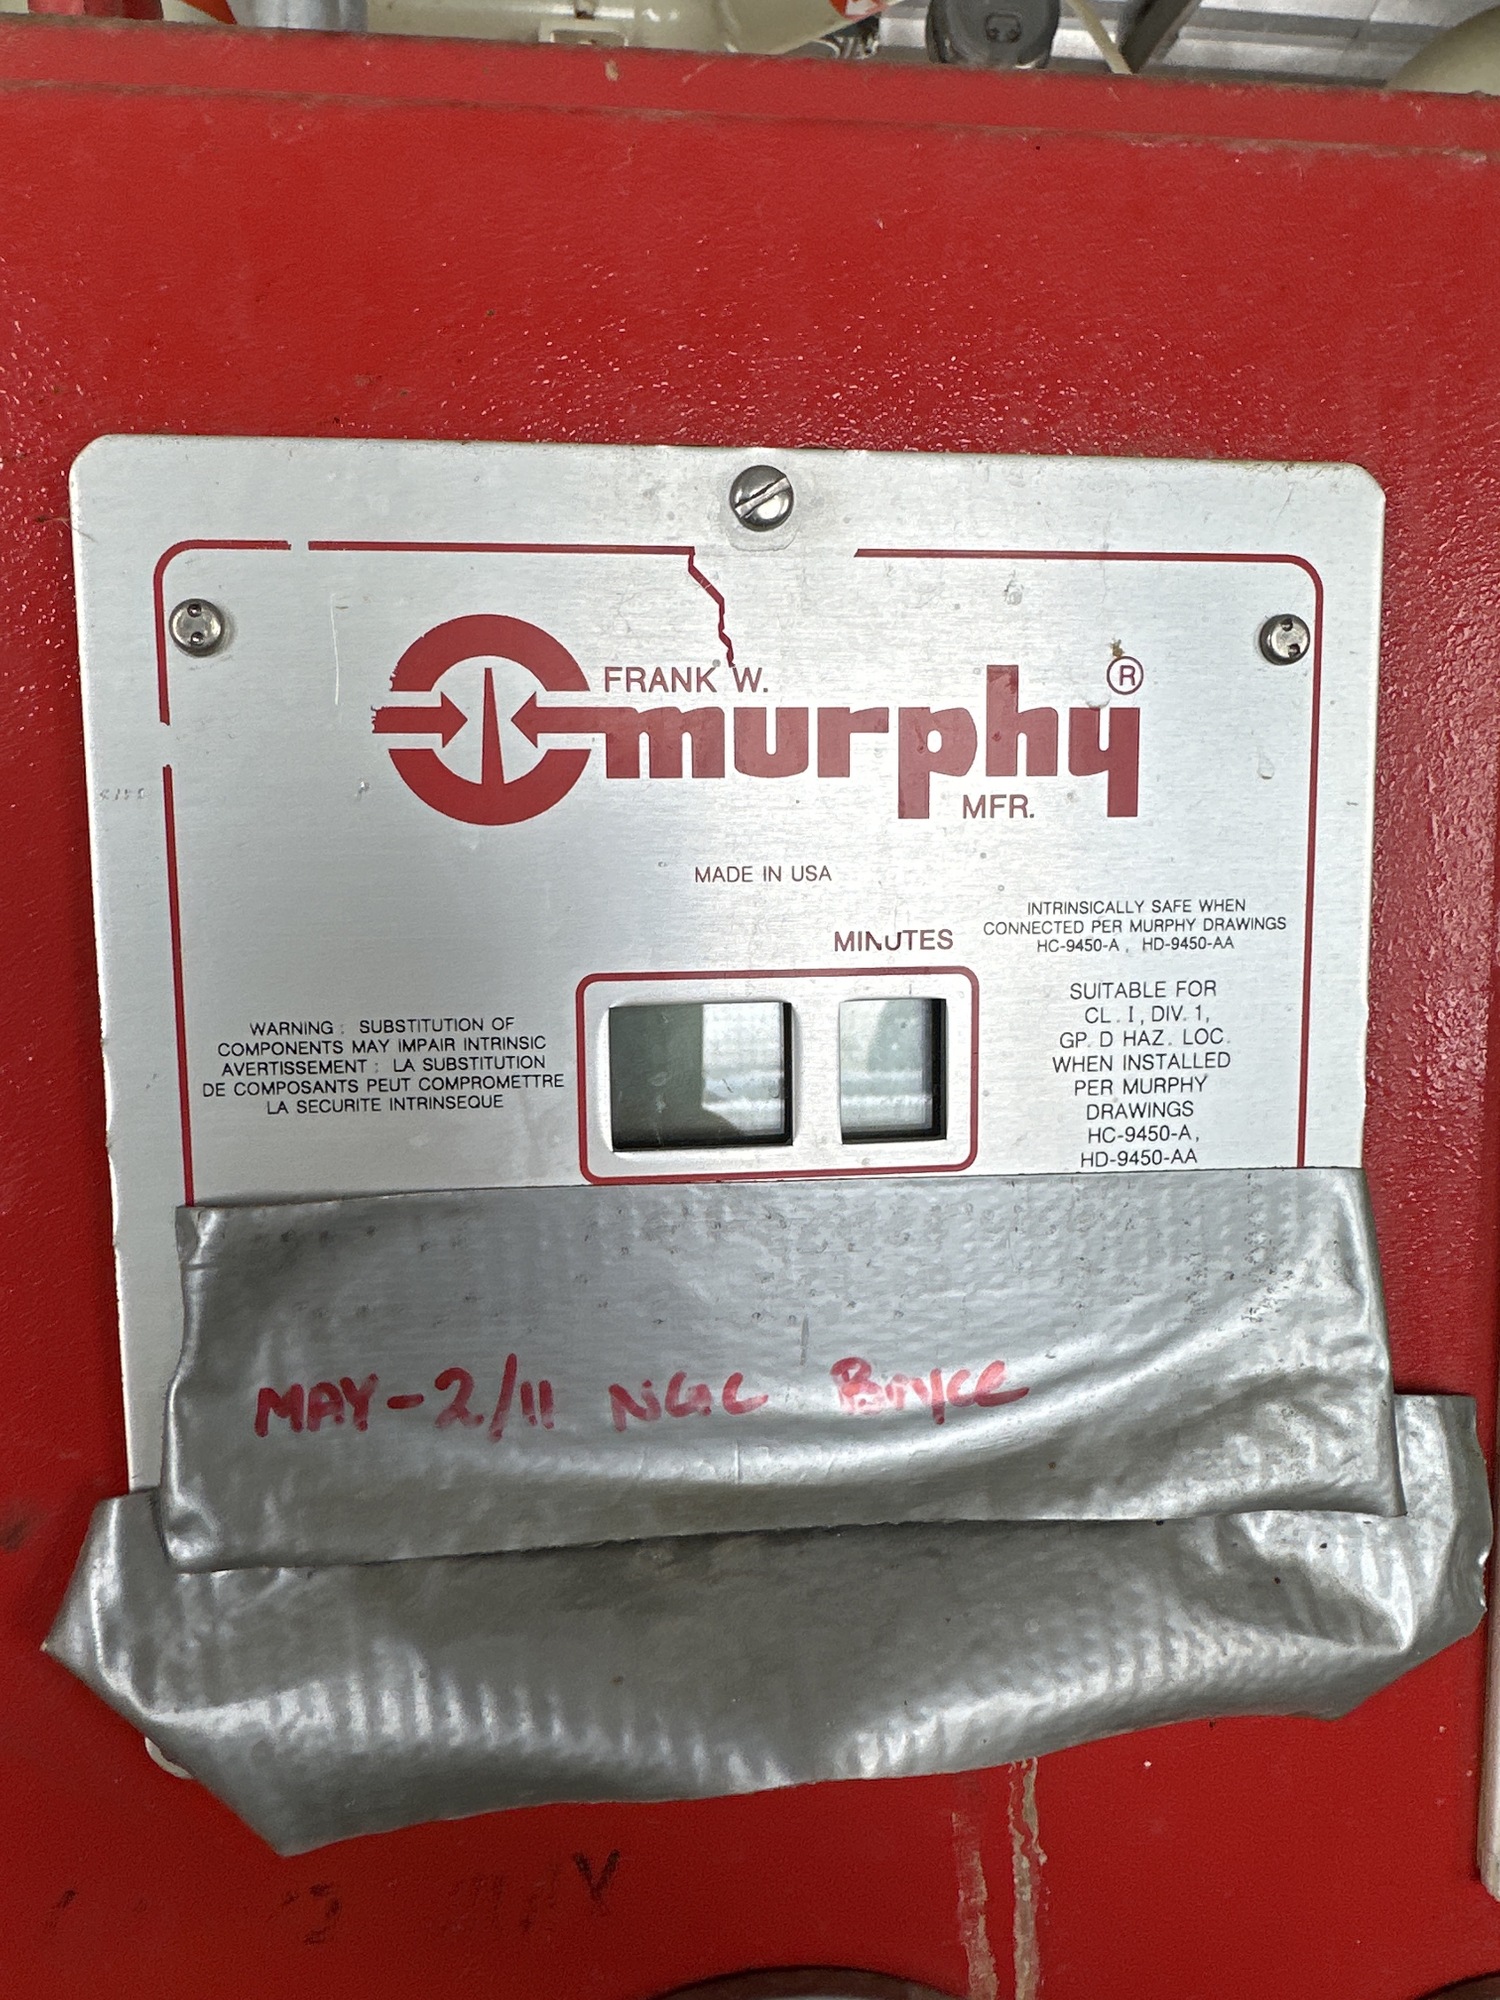 FRANK W.
murphy®
MFR.
MADE IN USA
MINUTES
INTRINSICALLY SAFE WHEN
CONNECTED PER MURPHY DRAWINGS
HC-9450-A, HD-9450-AA
WARNING: SUBSTITUTION OF
COMPONENTS MAY IMPAIR INTRINSIC
AVERTISSEMENT: LA SUBSTITUTION
DE COMPOSANTS PEUT COMPROMETTRE
LA SECURITE INTRINSEQUE
SUITABLE FOR
CL. I, DIV. 1,
GP. D HAZ. LOC.
WHEN INSTALLED
PER MURPHY
DRAWINGS
HC-9450-A,
HD-9450-AA
MAY-2/11 NGC BRYCE